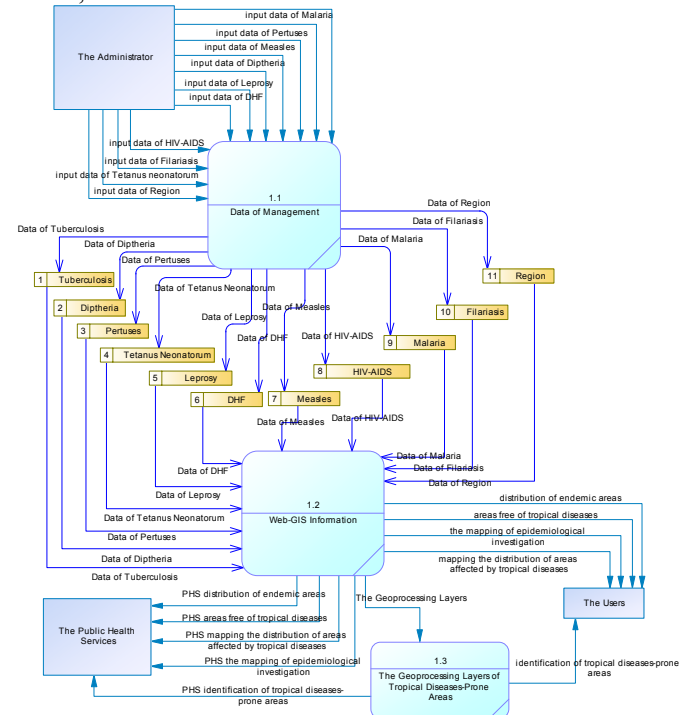 input data of Malaria
input data of Pertuses
input data of Measles
The Administrator
input data of Diptheria
input data of Leprosy
input data of DHF
input data of HIV-AIDS
input data of Filariasis
input data of Tetanus neonatorum
input data of Region
1.1
Data of Management
Data of Region
Data of Filariasis
Data of Malaria
Data of Tuberculosis
Data of Diptheria
Data of Pertuses
Data of Tetanus Neonatorum
Data of Measles
Data of Leprosy
Data of DHF
Data of HIV-AIDS
1 Tuberculosis
2 Diptheria
3 Pertuses
4 Tetanus Neonatorum
5 Leprosy
6 DHF
7 Measles
8 HIV-AIDS
9 Malaria
10 Filariasis
11 Region
Data of Measles
Data of HIV-AIDS
Data of Malaria
Data of Filariasis
Data of Region
Data of DHF
Data of Leprosy
Data of Tetanus Neonatorum
Data of Pertuses
Data of Diptheria
Data of Tuberculosis
1.2
Web-GIS Information
distribution of endemic areas
areas free of tropical diseases
the mapping of epidemiological
investigation
mapping the distribution of areas
affected by tropical diseases
The Users
PHS distribution of endemic areas
PHS areas free of tropical diseases
PHS mapping the distribution of areas
affected by tropical diseases
PHS the mapping of epidemiological
investigation
PHS identification of tropical diseases-
prone areas
The Public Health
Services
The Geoprocessing Layers
1.3
The Geoprocessing Layers of
Tropical Diseases-Prone
Areas
identification of tropical diseases-prone
areas